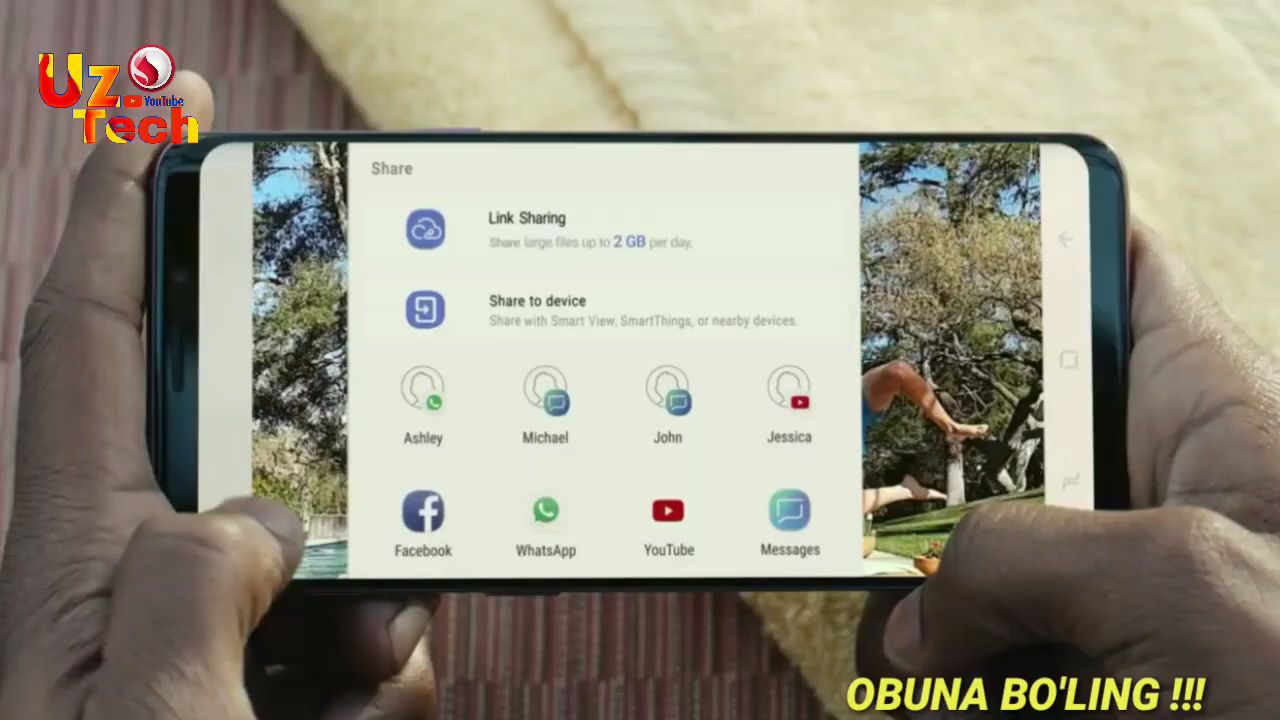 Uz
YouTube
Tech
Share
Link Sharing
Share large files up to 2 GB per day.
Share to device
Share with Smart View, SmartThings, or nearby devices.
Ashley Michael John Jessica
Facebook WhatsApp YouTube Messages
OBUNA BO'LING !!!